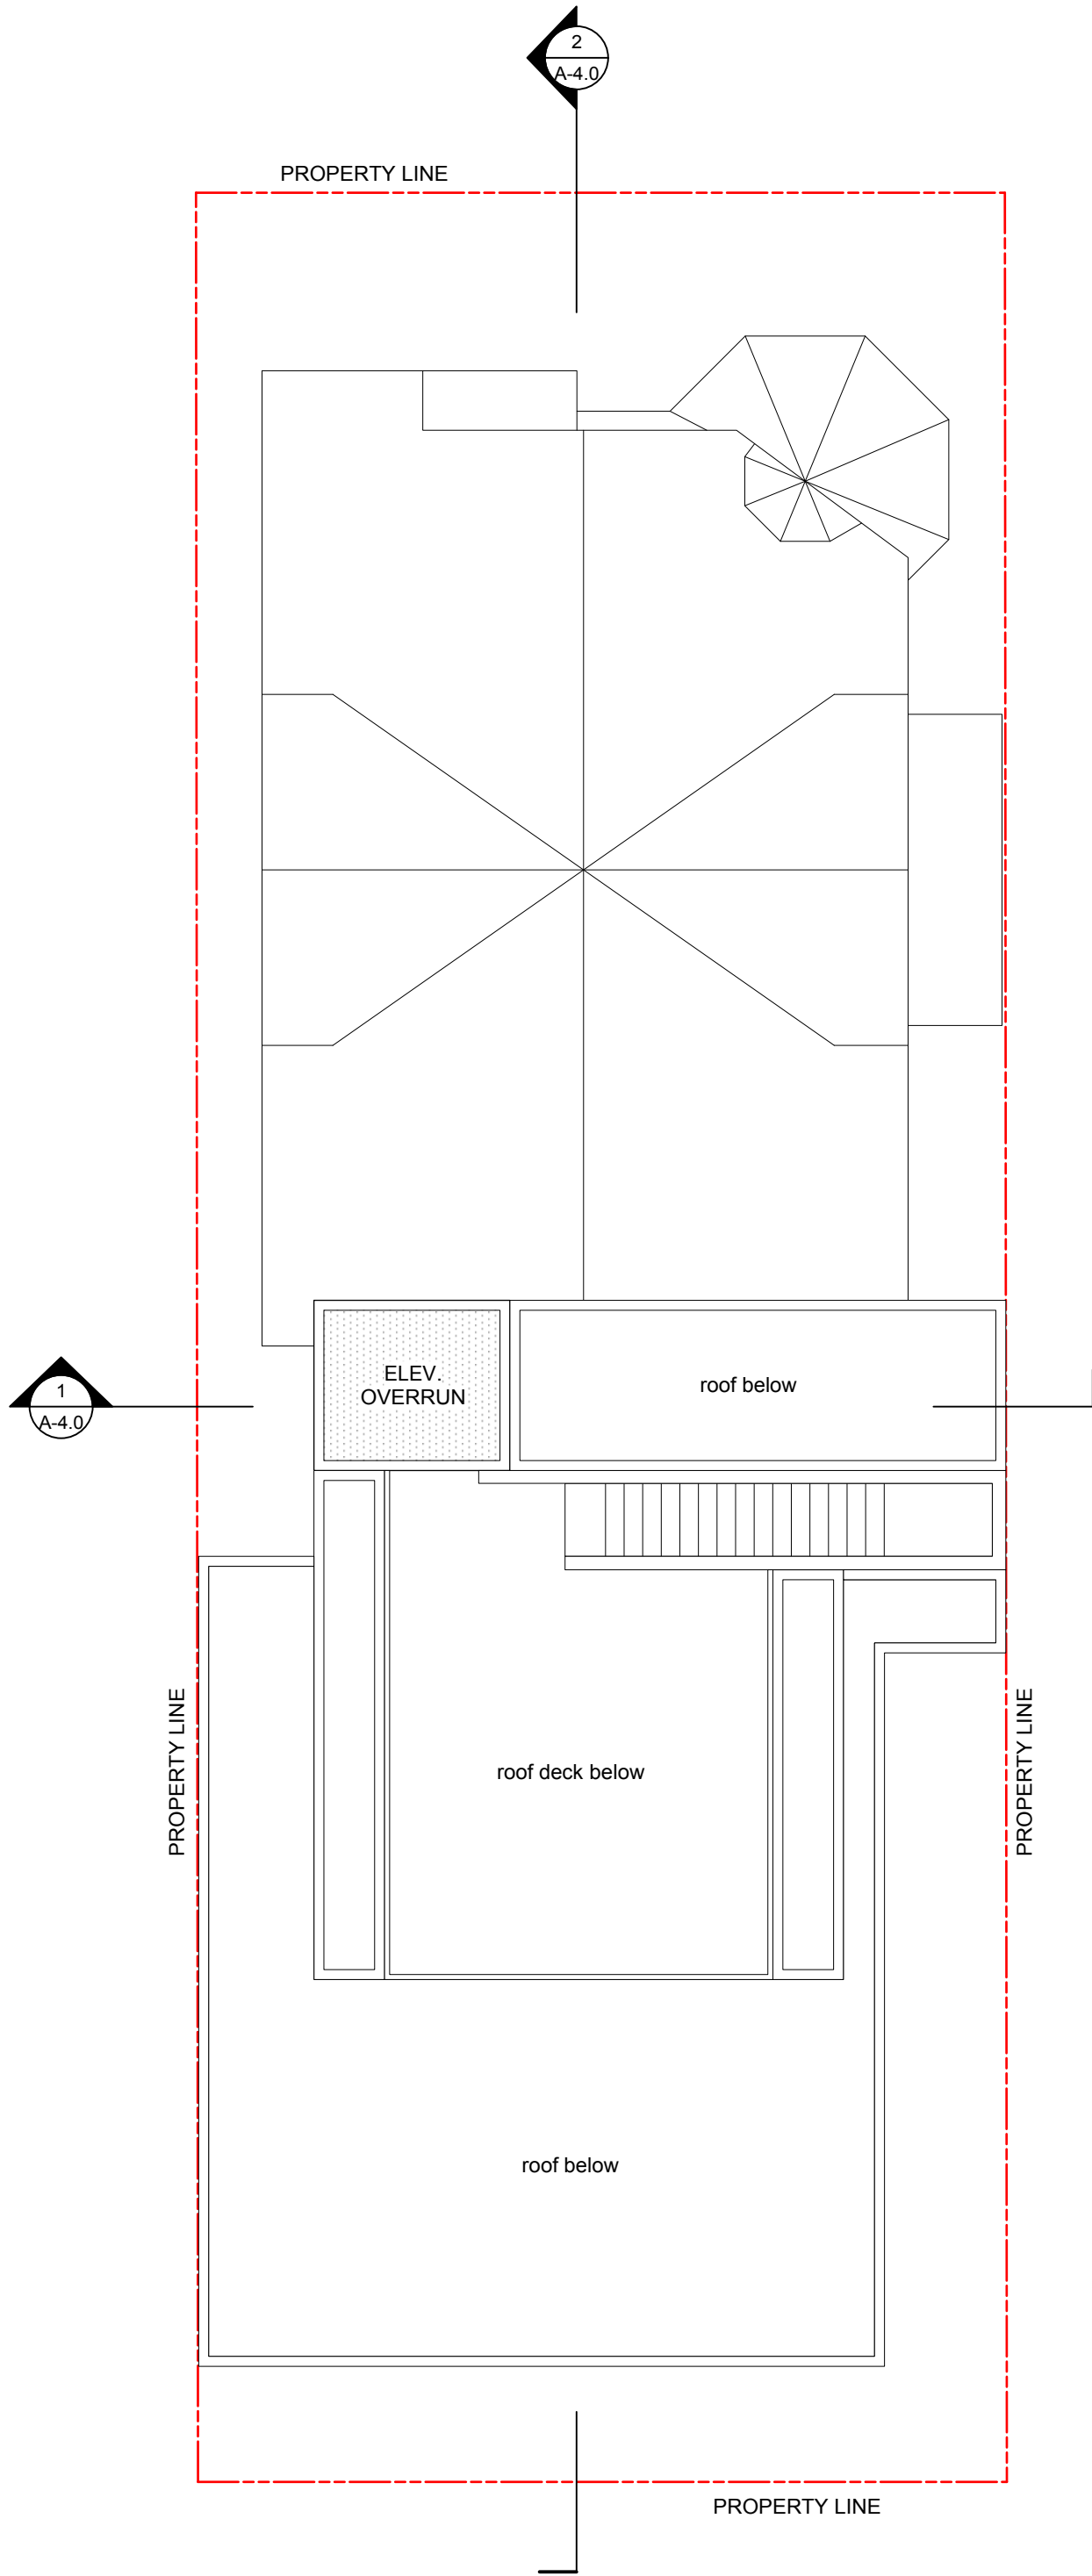 2
A-4.0
PROPERTY LINE
ELEV.
OVERRUN
roof below
1
A-4.0
PROPERTY LINE
PROPERTY LINE
roof deck below
roof below
PROPERTY LINE